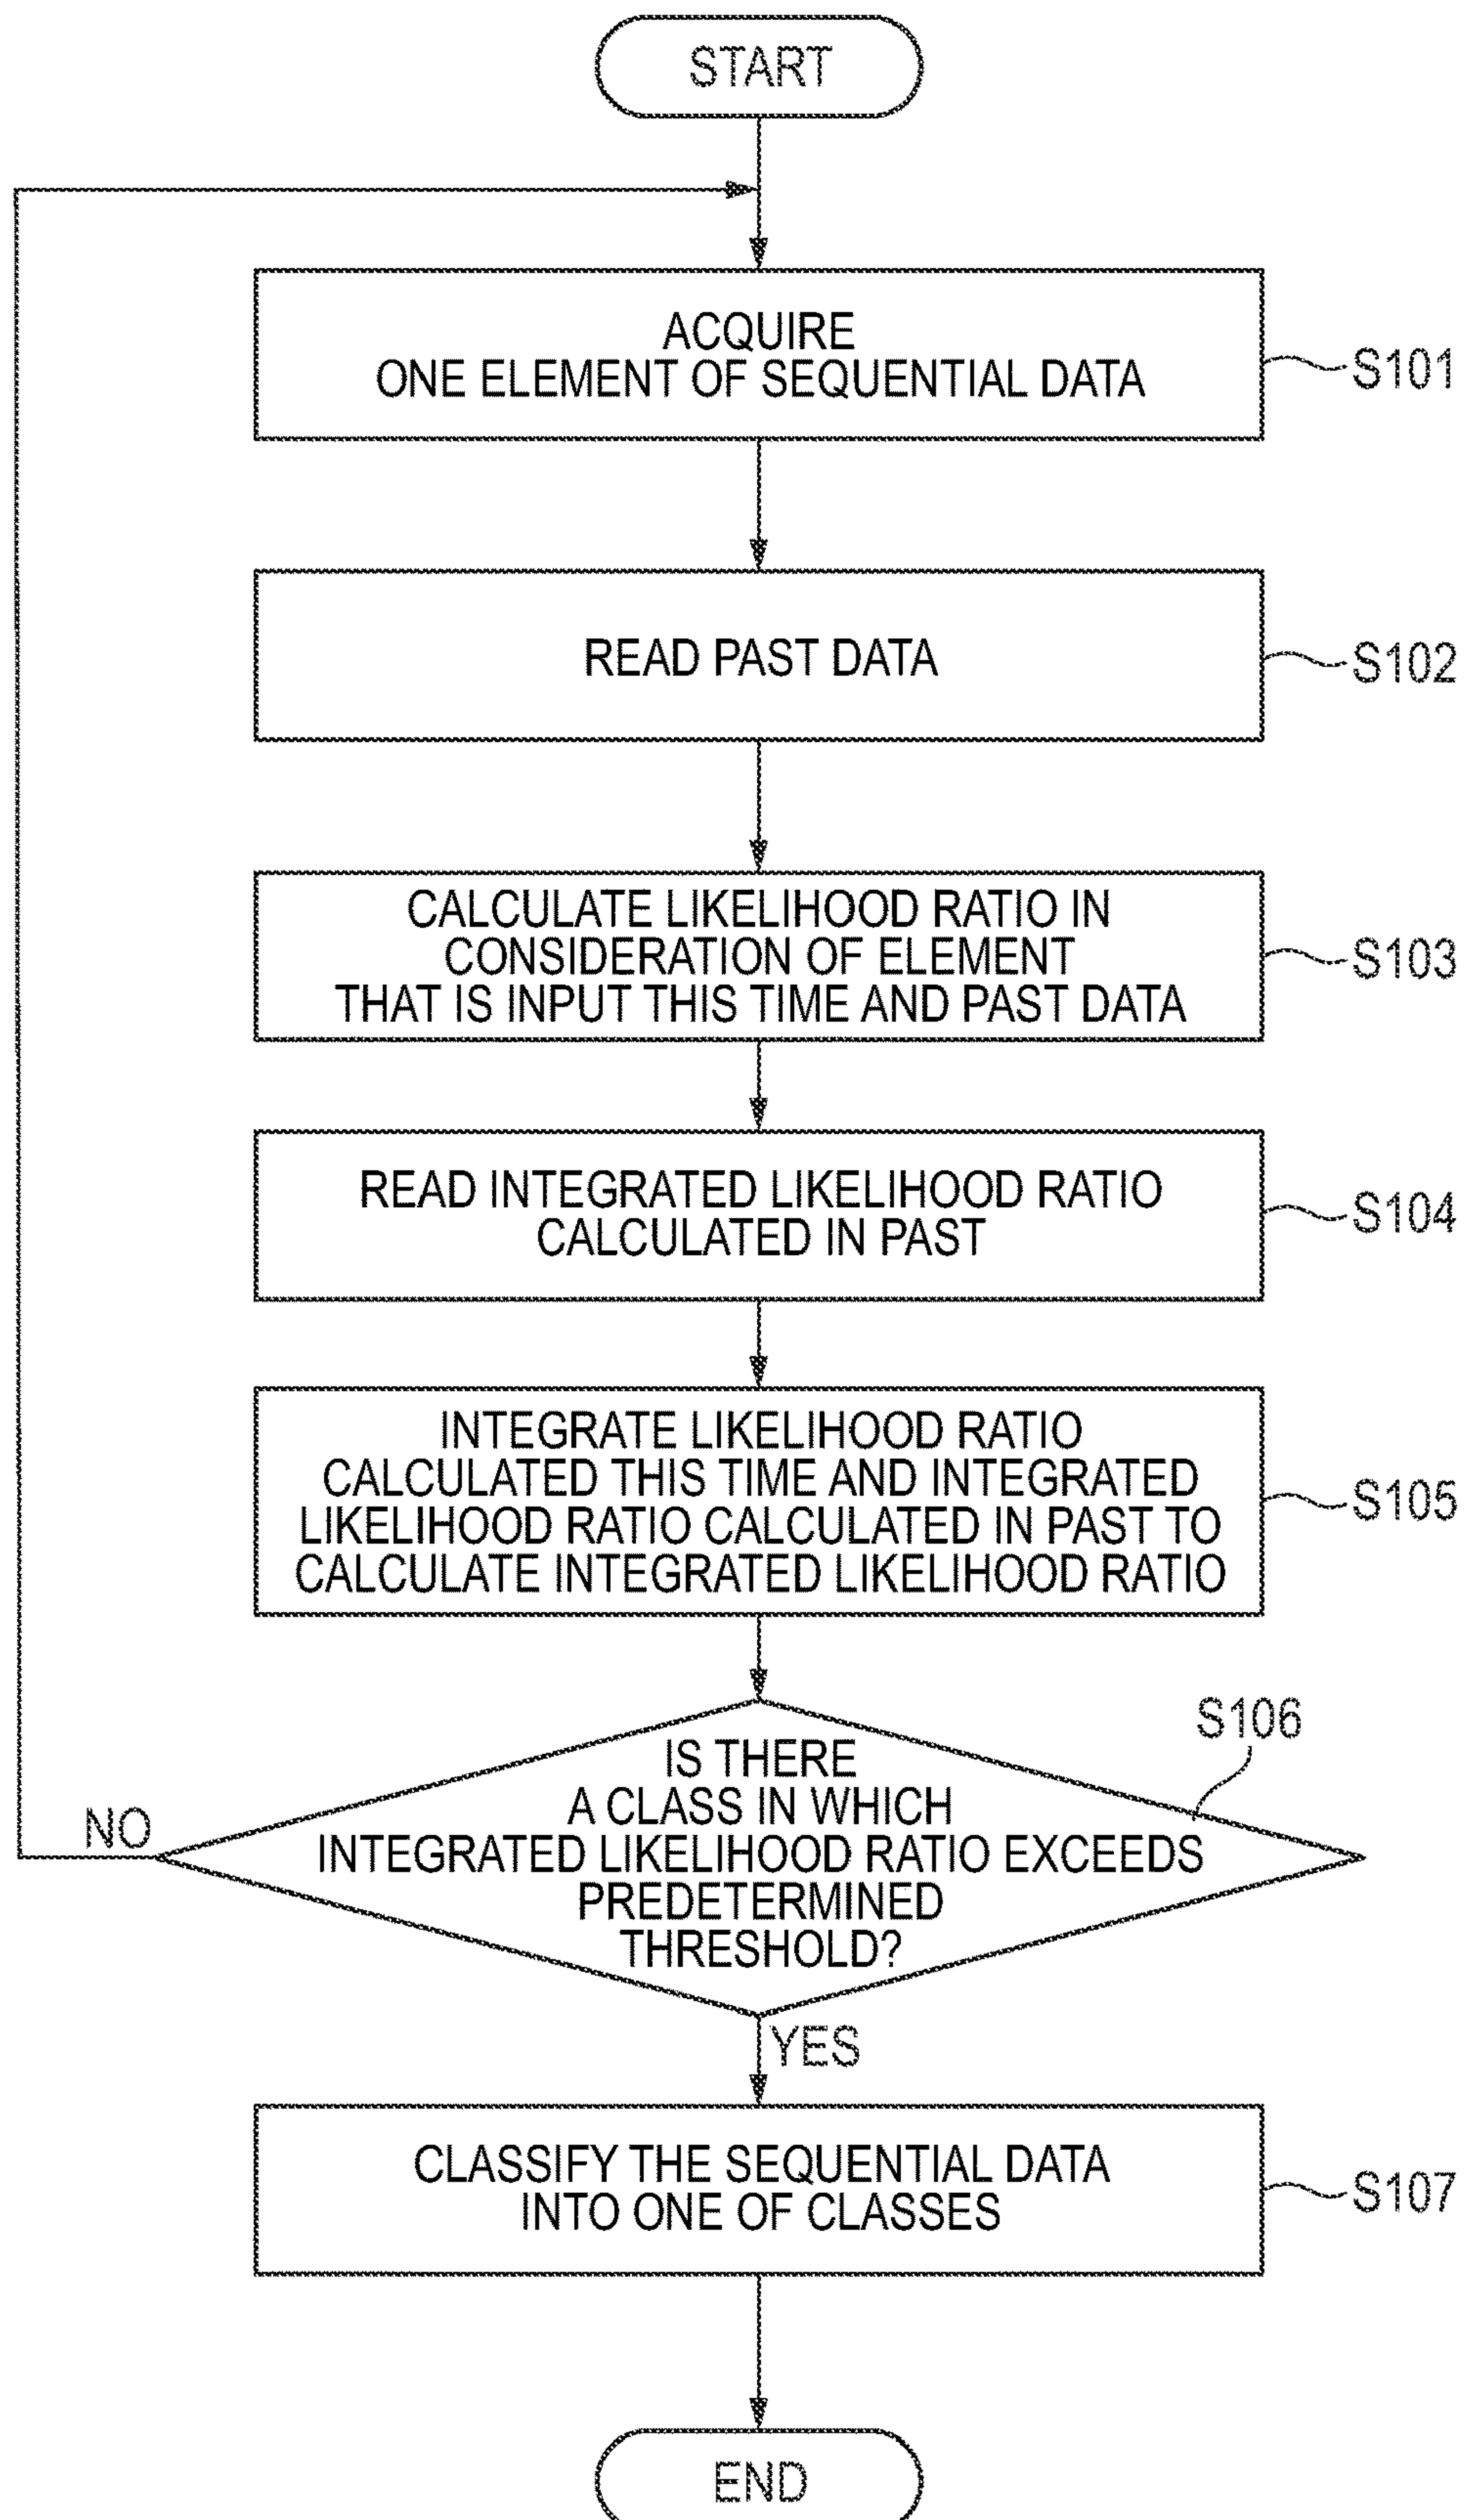 START
ACQUIRE
ONE ELEMENT OF SEQUENTIAL DATA
S101
READ PAST DATA
S102
CALCULATE LIKELIHOOD RATIO IN
CONSIDERATION OF ELEMENT
THAT IS INPUT THIS TIME AND PAST DATA
S103
READ INTEGRATED LIKELIHOOD RATIO
CALCULATED IN PAST
S104
INTEGRATE LIKELIHOOD RATIO
CALCULATED THIS TIME AND INTEGRATED
LIKELIHOOD RATIO CALCULATED IN PAST TO
CALCULATE INTEGRATED LIKELIHOOD RATIO
S105
S106
IS THERE
A CLASS IN WHICH
INTEGRATED LIKELIHOOD RATIO EXCEEDS
PREDETERMINED
THRESHOLD?
NO
YES
CLASSIFY THE SEQUENTIAL DATA
INTO ONE OF CLASSES
S107
END